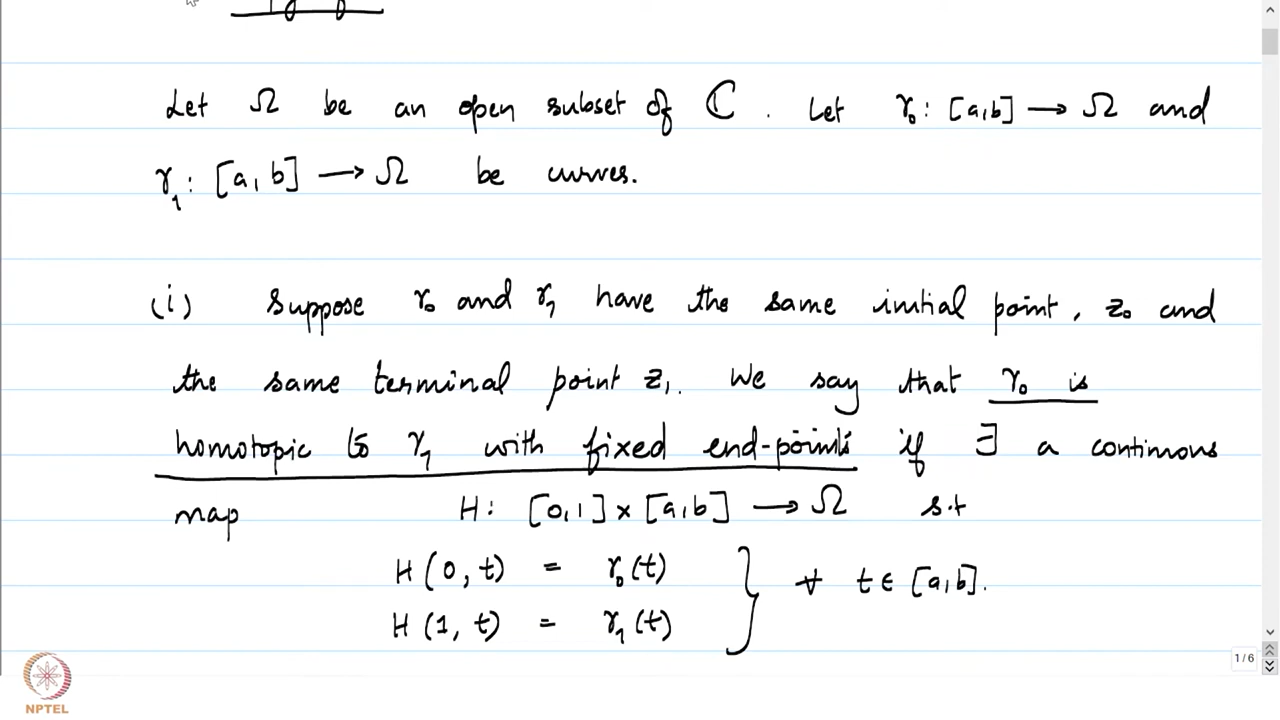 Let Ω be an open subset of ℂ. Let γ₀ : [a,b] ⟶ Ω and
γ₁ : [a, b] ⟶ Ω be curves.
(i) Suppose γ₀ and γ₁ have the same initial point, z₀ and
the same terminal point z₁. We say that γ₀ is
homotopic to γ₁ with fixed end-points if ∃ a continuous
map H : [0,1] × [a,b] ⟶ Ω s.t
H(0, t) = γ₀(t)
H(1, t) = γ₁(t) } ∀ t ∈ [a,b].
1/6
NPTEL